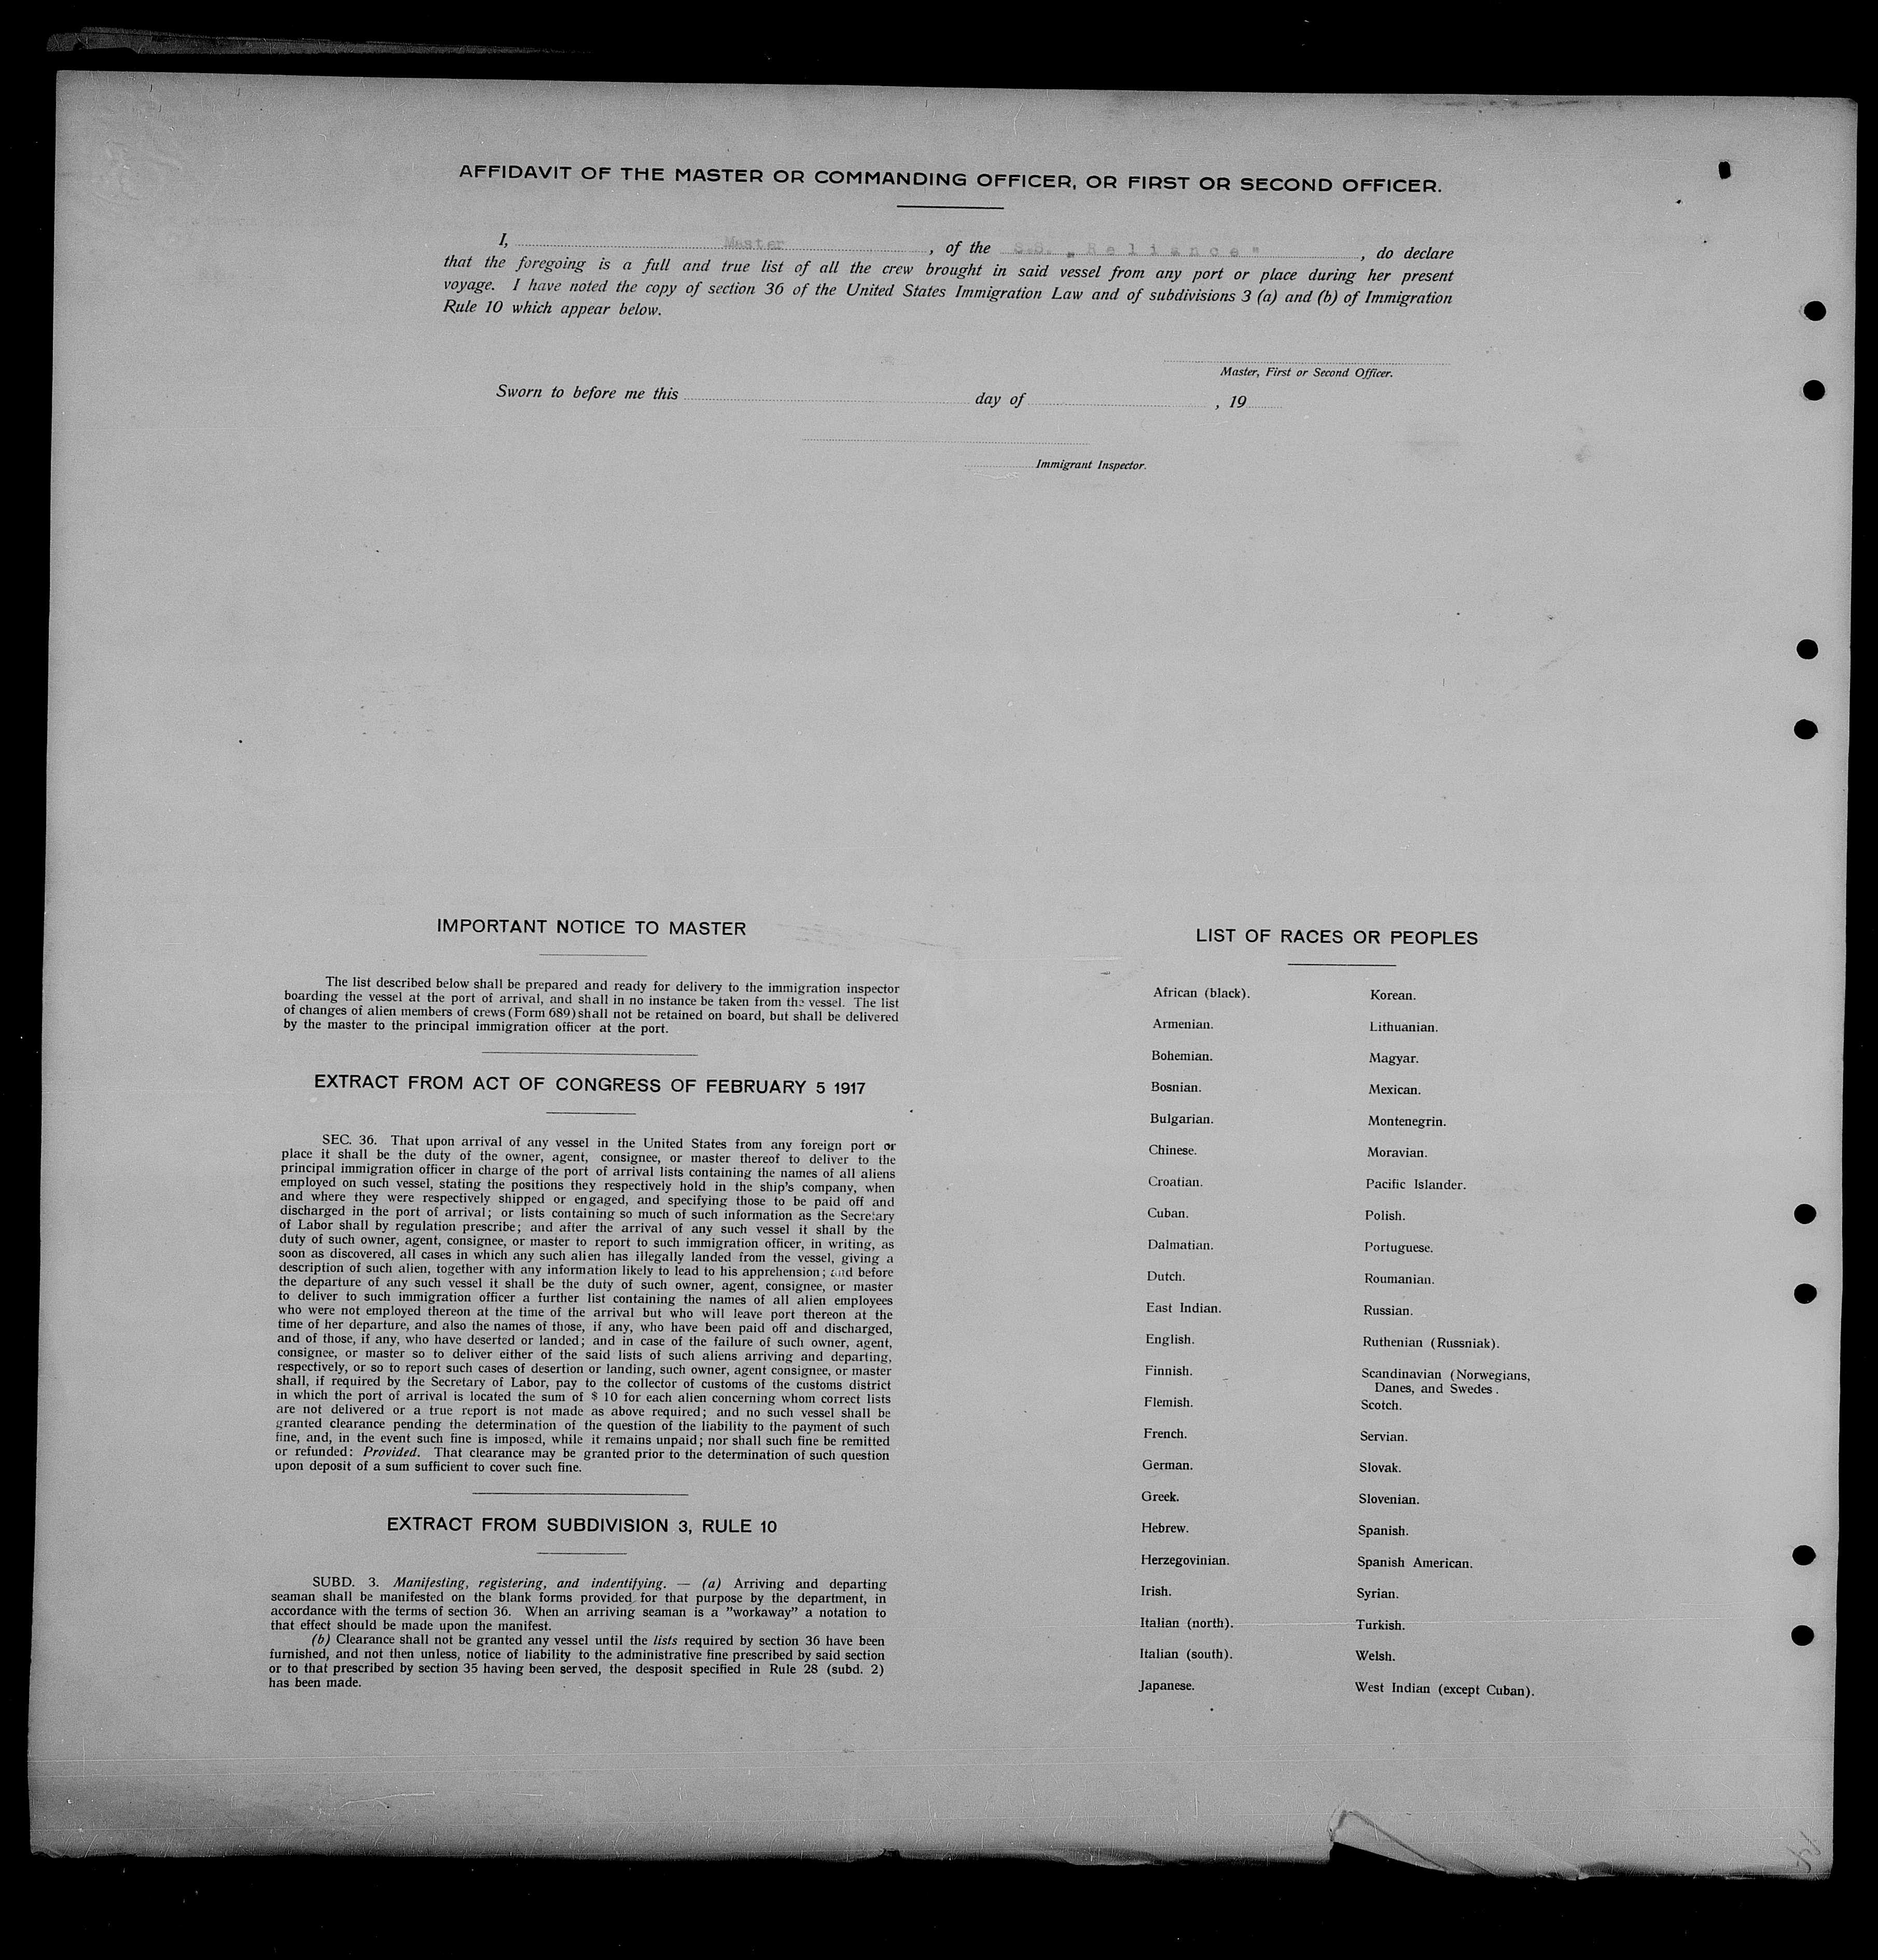 AFFIDAVIT OF THE MASTER OR COMMANDING OFFICER, OR FIRST OR SECOND OFFICER.
I, Master, of the S.S. „Reliance", do declare
that the foregoing is a full and true list of all the crew brought in said vessel from any port or place during her present
voyage. I have noted the copy of section 36 of the United States Immigration Law and of subdivisions 3 (a) and (b) of Immigration
Rule 10 which appear below.
Master, First or Second Officer.
Sworn to before me this day of , 19
Immigrant Inspector.
IMPORTANT NOTICE TO MASTER
The list described below shall be prepared and ready for delivery to the immigration inspector
boarding the vessel at the port of arrival, and shall in no instance be taken from the vessel. The list
of changes of alien members of crews (Form 689) shall not be retained on board, but shall be delivered
by the master to the principal immigration officer at the port.
EXTRACT FROM ACT OF CONGRESS OF FEBRUARY 5 1917
SEC. 36. That upon arrival of any vessel in the United States from any foreign port or
place it shall be the duty of the owner, agent, consignee, or master thereof to deliver to the
principal immigration officer in charge of the port of arrival lists containing the names of all aliens
employed on such vessel, stating the positions they respectively hold in the ship's company, when
and where they were respectively shipped or engaged, and specifying those to be paid off and
discharged in the port of arrival; or lists containing so much of such information as the Secretary
of Labor shall by regulation prescribe; and after the arrival of any such vessel it shall by the
duty of such owner, agent, consignee, or master to report to such immigration officer, in writing, as
soon as discovered, all cases in which any such alien has illegally landed from the vessel, giving a
description of such alien, together with any information likely to lead to his apprehension; and before
the departure of any such vessel it shall be the duty of such owner, agent, consignee, or master
to deliver to such immigration officer a further list containing the names of all alien employees
who were not employed thereon at the time of the arrival but who will leave port thereon at the
time of her departure, and also the names of those, if any, who have been paid off and discharged,
and of those, if any, who have deserted or landed; and in case of the failure of such owner, agent,
consignee, or master so to deliver either of the said lists of such aliens arriving and departing,
respectively, or so to report such cases of desertion or landing, such owner, agent consignee, or master
shall, if required by the Secretary of Labor, pay to the collector of customs of the customs district
in which the port of arrival is located the sum of $ 10 for each alien concerning whom correct lists
are not delivered or a true report is not made as above required; and no such vessel shall be
granted clearance pending the determination of the question of the liability to the payment of such
fine, and, in the event such fine is imposed, while it remains unpaid; nor shall such fine be remitted
or refunded: Provided. That clearance may be granted prior to the determination of such question
upon deposit of a sum sufficient to cover such fine.
EXTRACT FROM SUBDIVISION 3, RULE 10
SUBD. 3. Manifesting, registering, and indentifying. — (a) Arriving and departing
seaman shall be manifested on the blank forms provided for that purpose by the department, in
accordance with the terms of section 36. When an arriving seaman is a "workaway" a notation to
that effect should be made upon the manifest.
(b) Clearance shall not be granted any vessel until the lists required by section 36 have been
furnished, and not then unless, notice of liability to the administrative fine prescribed by said section
or to that prescribed by section 35 having been served, the desposit specified in Rule 28 (subd. 2)
has been made.
LIST OF RACES OR PEOPLES
African (black).
Armenian.
Bohemian.
Bosnian.
Bulgarian.
Chinese.
Croatian.
Cuban.
Dalmatian.
Dutch.
East Indian.
English.
Finnish.
Flemish.
French.
German.
Greek.
Hebrew.
Herzegovinian.
Irish.
Italian (north).
Italian (south).
Japanese.
Korean.
Lithuanian.
Magyar.
Mexican.
Montenegrin.
Moravian.
Pacific Islander.
Polish.
Portuguese.
Roumanian.
Russian.
Ruthenian (Russniak).
Scandinavian (Norwegians,
Danes, and Swedes.
Scotch.
Servian.
Slovak.
Slovenian.
Spanish.
Spanish American.
Syrian.
Turkish.
Welsh.
West Indian (except Cuban).